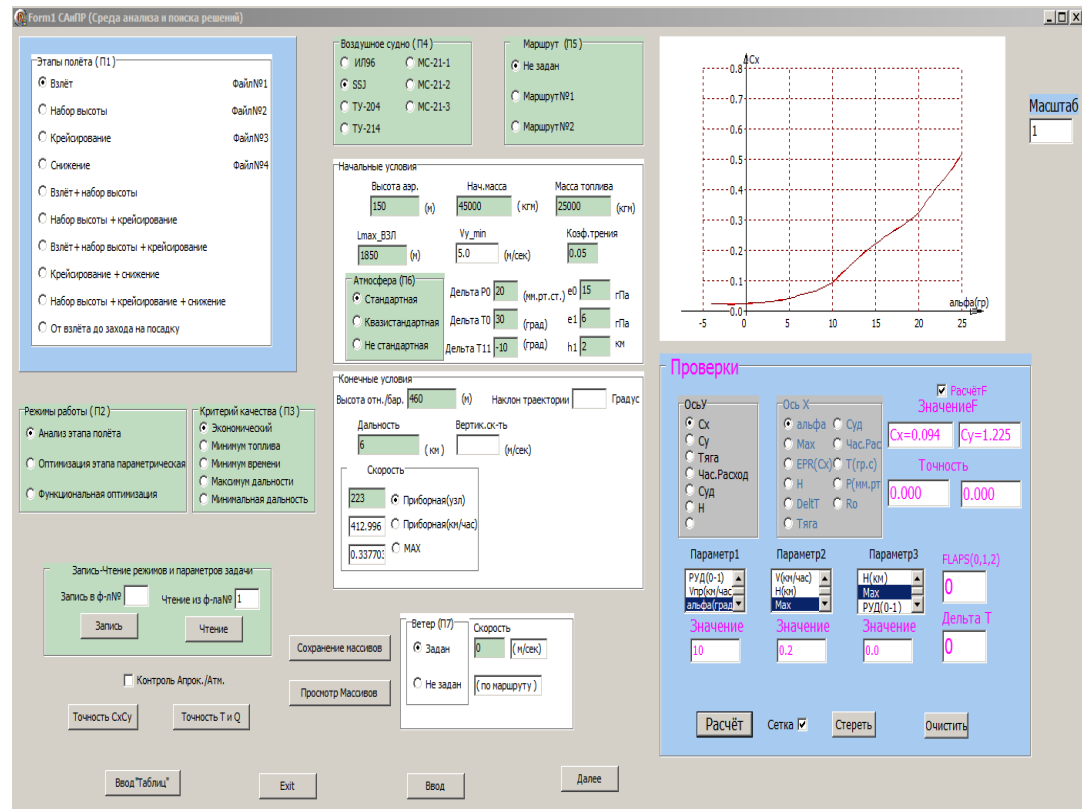 Form1 САиПР (Среда анализа и поиска решений)
Этапы полёта (П1)
Взлёт Файл№1
Набор высоты Файл№2
Крейсирование Файл№3
Снижение Файл№4
Взлёт + набор высоты
Набор высоты + крейсирование
Взлёт + набор высоты + крейсирование
Крейсирование + снижение
Набор высоты + крейсирование + снижение
От взлёта до захода на посадку
Воздушное судно (П4)
ИЛ96 МС-21-1
SSJ МС-21-2
ТУ-204 МС-21-3
ТУ-214
Маршрут (П5)
Не задан
Маршрут№1
Маршрут№2
Начальные условия
Высота аэр. Нач.масса Масса топлива
150 (м) 45000 (кгм) 25000 (кгм)
Lmax_ВЗЛ Vy_min Коэф.трения
1850 (м) 5.0 (м/сек) 0.05
Атмосфера (П6)
Стандартная
Квазистандартная
Не стандартная
Дельта P0 20 (мм.рт.ст.) e0 15 гПа
Дельта T0 30 (град) e1 6 гПа
Дельта T11 -10 (град) h1 2 км
Cx
0.8
0.7
0.6
0.5
0.4
0.3
0.2
0.1
0.0
альфа(гр)
-5 0 5 10 15 20 25
Масштаб
1
Режимы работы (П2)
Анализ этапа полёта
Оптимизация этапа параметрическая
Функциональная оптимизация
Критерий качества (П3)
Экономический
Минимум топлива
Минимум времени
Максимум дальности
Минимальная дальность
Конечные условия
Высота отн./бар. 460 (м) Наклон траектории Градус
Дальность Вертик.ск-ть
6 (км) (м/сек)
Скорость
223 Приборная(узл)
412.996 Приборная(км/час)
0.33770 МАХ
Проверки
РасчётF
ЗначениеF
Cx=0.094 Cy=1.225
Точность
0.000 0.000
ОсьУ
Cx
Cy
Тяга
Час.Расход
Суд
Н
Ось Х
альфа Суд
Мах Час.Рас
EPR(Cx) Т(гр.с)
Н Р(мм.рт
DeltT Ro
Тяга
Параметр1 Параметр2 Параметр3
РУД(0-1) V(км/час) Н(км)
Vпр(км/час Н(км) Мах
альфа(град Мах РУД(0-1)
Значение Значение Значение
10 0.2 0.0
FLAPS(0,1,2)
0
Дельта Т
0
Расчёт Сетка Стереть Очистить
Запись-Чтение режимов и параметров задачи
Запись в ф-л№ Чтение из ф-ла№ 1
Запись Чтение
Контроль Апрок./Атм.
Точность СхСу Точность Т и Q
Сохранение массивов
Просмотр Массивов
Ветер (П7)
Задан
Не задан
Скорость
0 (м/сек)
(по маршруту)
Ввод"Таблиц" Exit Ввод Далее